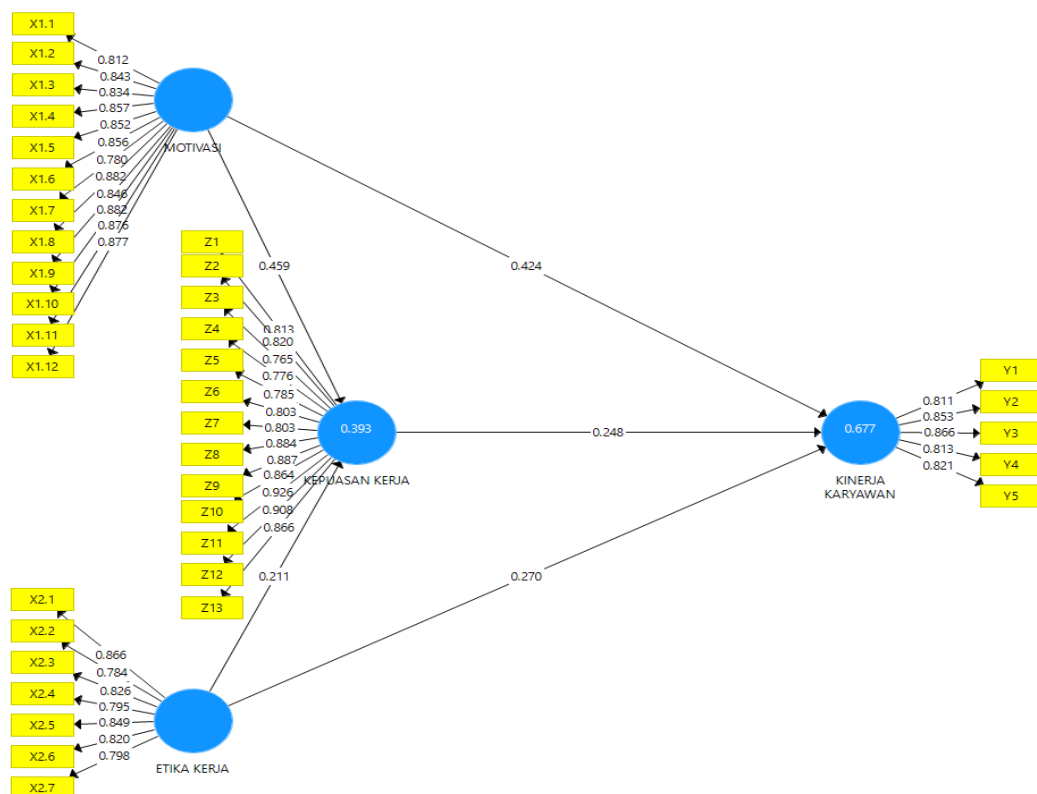 X1.1
X1.2
X1.3
X1.4
X1.5
X1.6
X1.7
X1.8
X1.9
X1.10
X1.11
X1.12
0.812
0.843
0.834
0.857
0.852
0.856
0.780
0.882
0.846
0.882
0.876
0.877
MOTIVASI
0.459
0.424
Z1
Z2
Z3
Z4
Z5
Z6
Z7
Z8
Z9
Z10
Z11
Z12
Z13
0.813
0.820
0.765
0.776
0.785
0.803
0.803
0.884
0.887
0.864
0.926
0.908
0.866
0.393
KEPUASAN KERJA
0.248
0.211
0.270
X2.1
X2.2
X2.3
X2.4
X2.5
X2.6
X2.7
0.866
0.784
0.826
0.795
0.849
0.820
0.798
ETIKA KERJA
0.677
KINERJA
KARYAWAN
0.811
0.853
0.866
0.813
0.821
Y1
Y2
Y3
Y4
Y5